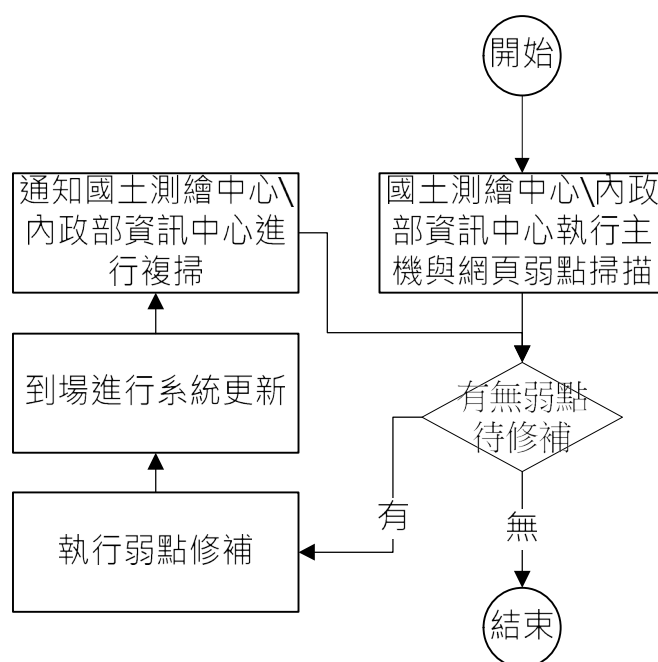 開始
國土測繪中心\內政
部資訊中心執行主
機與網頁弱點掃描
有無弱點
待修補
有
無
執行弱點修補
到場進行系統更新
通知國土測繪中心\
內政部資訊中心進
行複掃
結束